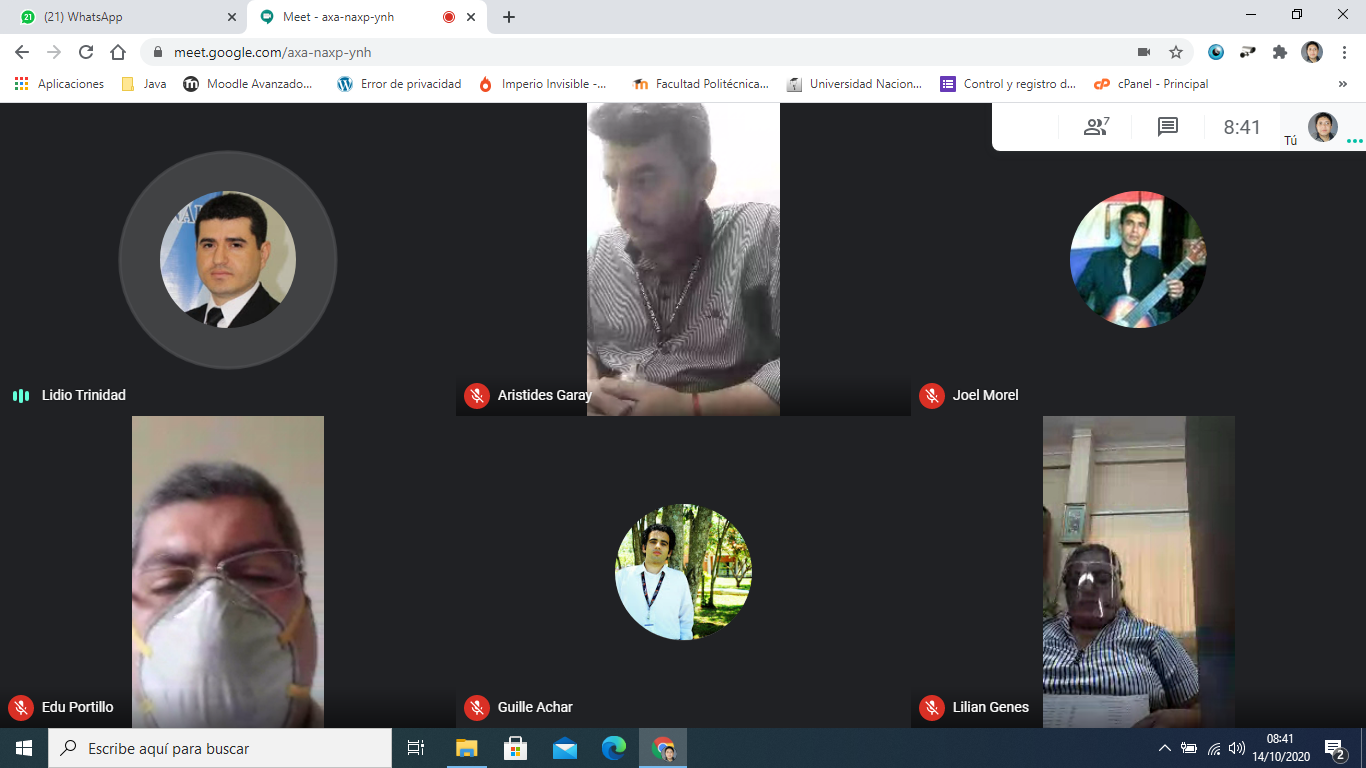 (21) WhatsApp
Meet - axa-naxp-ynh
meet.google.com/axa-naxp-ynh
Aplicaciones
Java
Moodle Avanzado...
Error de privacidad
Imperio Invisible -...
Facultad Politécnica...
Universidad Nacion...
Control y registro d...
cPanel - Principal
»
7
8:41
Tú
Lidio Trinidad
Aristides Garay
Joel Morel
Edu Portillo
Guille Achar
Lilian Genes
Escribe aquí para buscar
08:41
14/10/2020
2